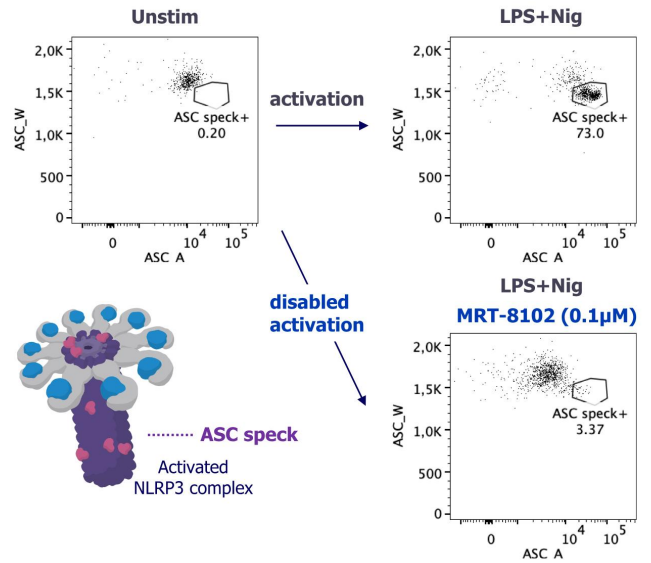 Unstim
2,0K
1,5K
1,0K
500
0
ASC_W
ASC speck+
0.20
0
10^4
10^5
ASC A
activation
LPS+Nig
2,0K
1,5K
1,0K
500
0
ASC_W
ASC speck+
73.0
0
10^4
10^5
ASC A
disabled
activation
LPS+Nig
MRT-8102 (0.1µM)
2,0K
1,5K
1,0K
500
0
ASC_W
ASC speck+
3.37
0
10^4
10^5
ASC A
ASC speck
Activated
NLRP3 complex